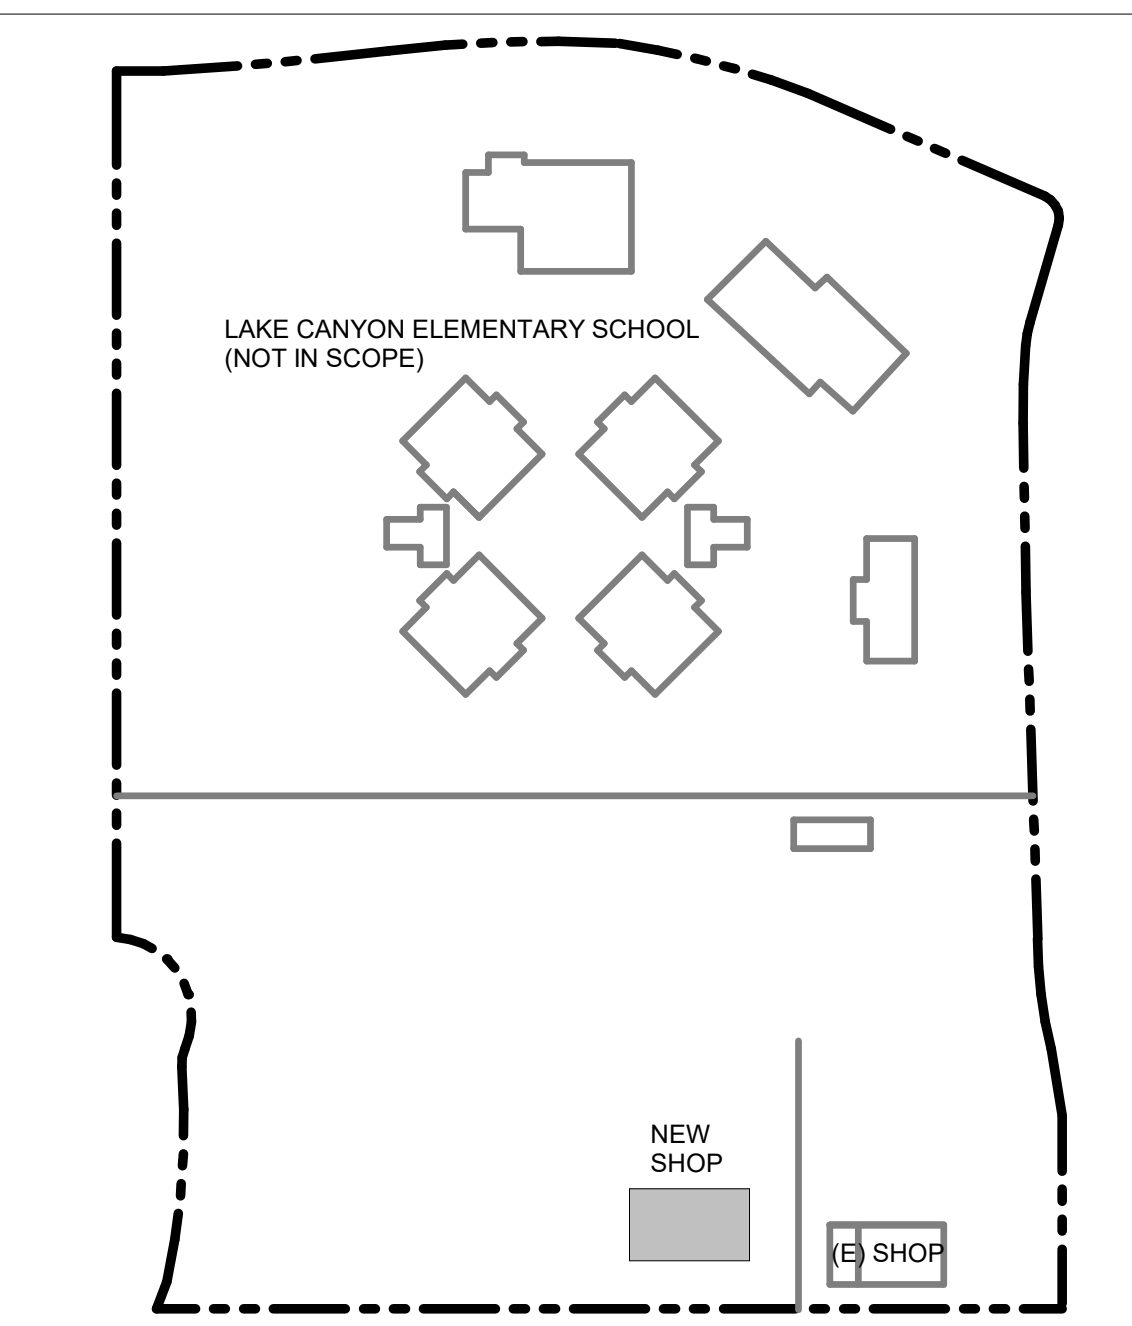 LAKE CANYON ELEMENTARY SCHOOL
(NOT IN SCOPE)
NEW
SHOP
(E) SHOP